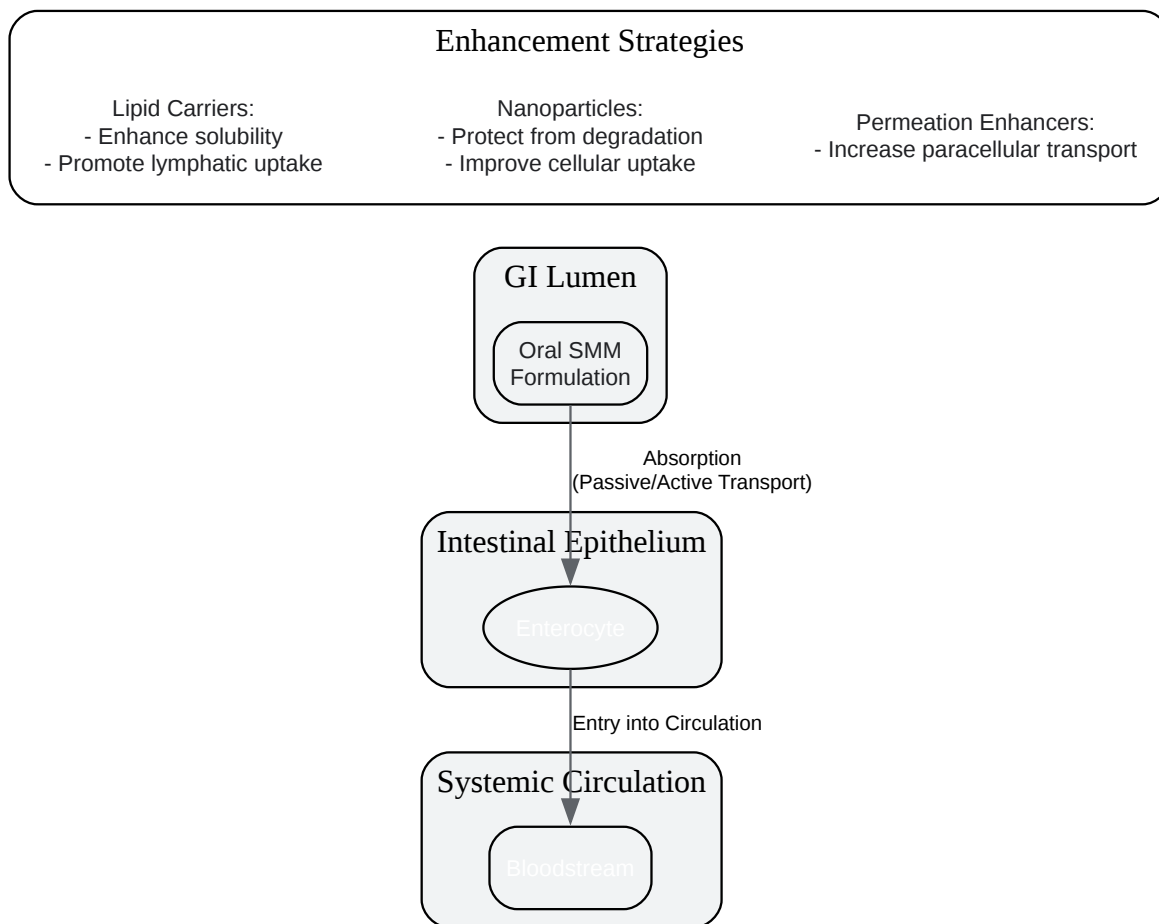 Enhancement Strategies
Lipid Carriers:
- Enhance solubility
- Promote lymphatic uptake
Nanoparticles:
- Protect from degradation
- Improve cellular uptake
Permeation Enhancers:
- Increase paracellular transport
GI Lumen
Oral SMM
Formulation
Absorption
(Passive/Active Transport)
Intestinal Epithelium
Enterocyte
Entry into Circulation
Systemic Circulation
Bloodstream